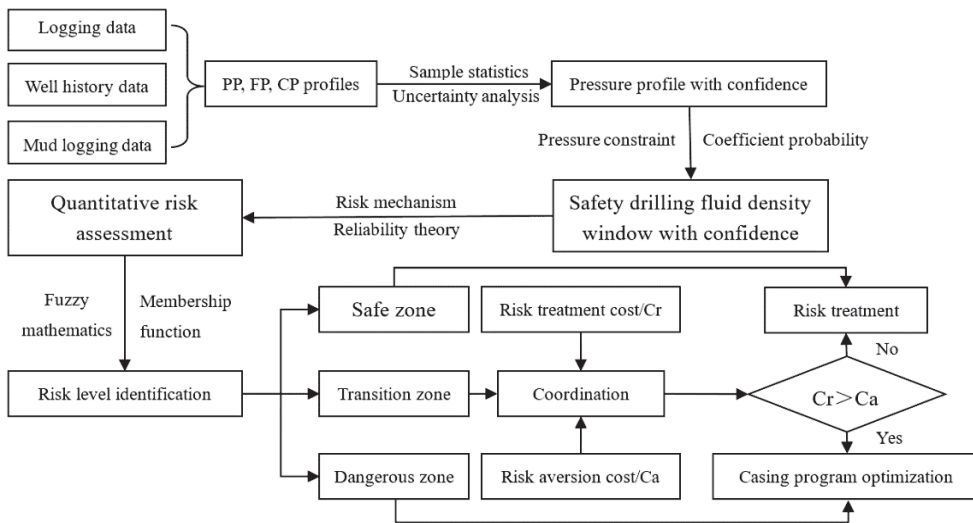 Logging data
Well history data
Mud logging data
PP, FP, CP profiles
Sample statistics
Uncertainty analysis
Pressure profile with confidence
Pressure constraint
Coefficient probability
Safety drilling fluid density
window with confidence
Risk mechanism
Reliability theory
Quantitative risk
assessment
Fuzzy
mathematics
Membership
function
Risk level identification
Safe zone
Transition zone
Dangerous zone
Risk treatment cost/Cr
Coordination
Risk aversion cost/Ca
Risk treatment
No
Cr＞Ca
Yes
Casing program optimization